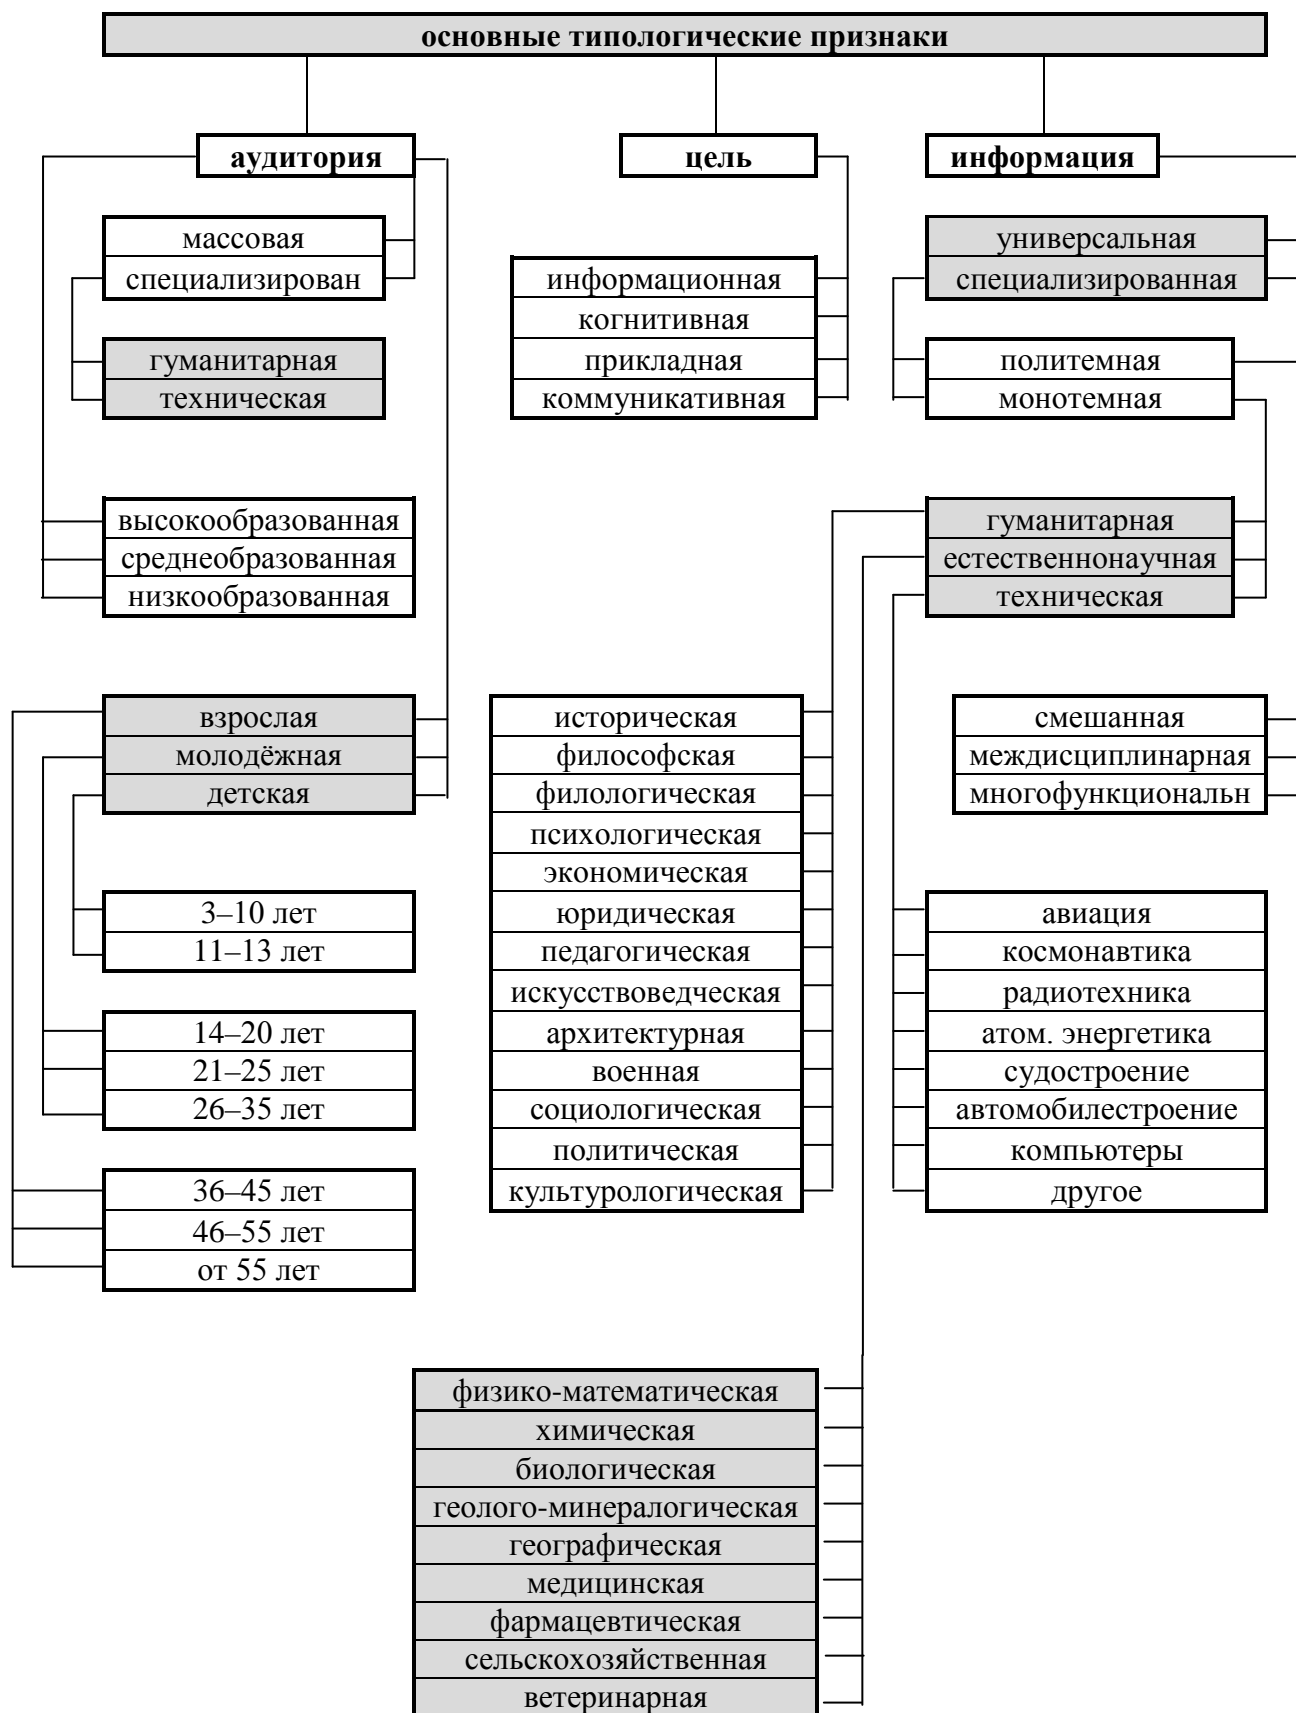 основные типологические признаки
аудитория
цель
информация
массовая
специализирован
гуманитарная
техническая
высокообразованная
среднеобразованная
низкообразованная
взрослая
молодёжная
детская
3–10 лет
11–13 лет
14–20 лет
21–25 лет
26–35 лет
36–45 лет
46–55 лет
от 55 лет
информационная
когнитивная
прикладная
коммуникативная
универсальная
специализированная
политемная
монотемная
гуманитарная
естественнонаучная
техническая
историческая
философская
филологическая
психологическая
экономическая
юридическая
педагогическая
искусствоведческая
архитектурная
военная
социологическая
политическая
культурологическая
смешанная
междисциплинарная
многофункциональн
авиация
космонавтика
радиотехника
атом. энергетика
судостроение
автомобилестроение
компьютеры
другое
физико-математическая
химическая
биологическая
геолого-минералогическая
географическая
медицинская
фармацевтическая
сельскохозяйственная
ветеринарная